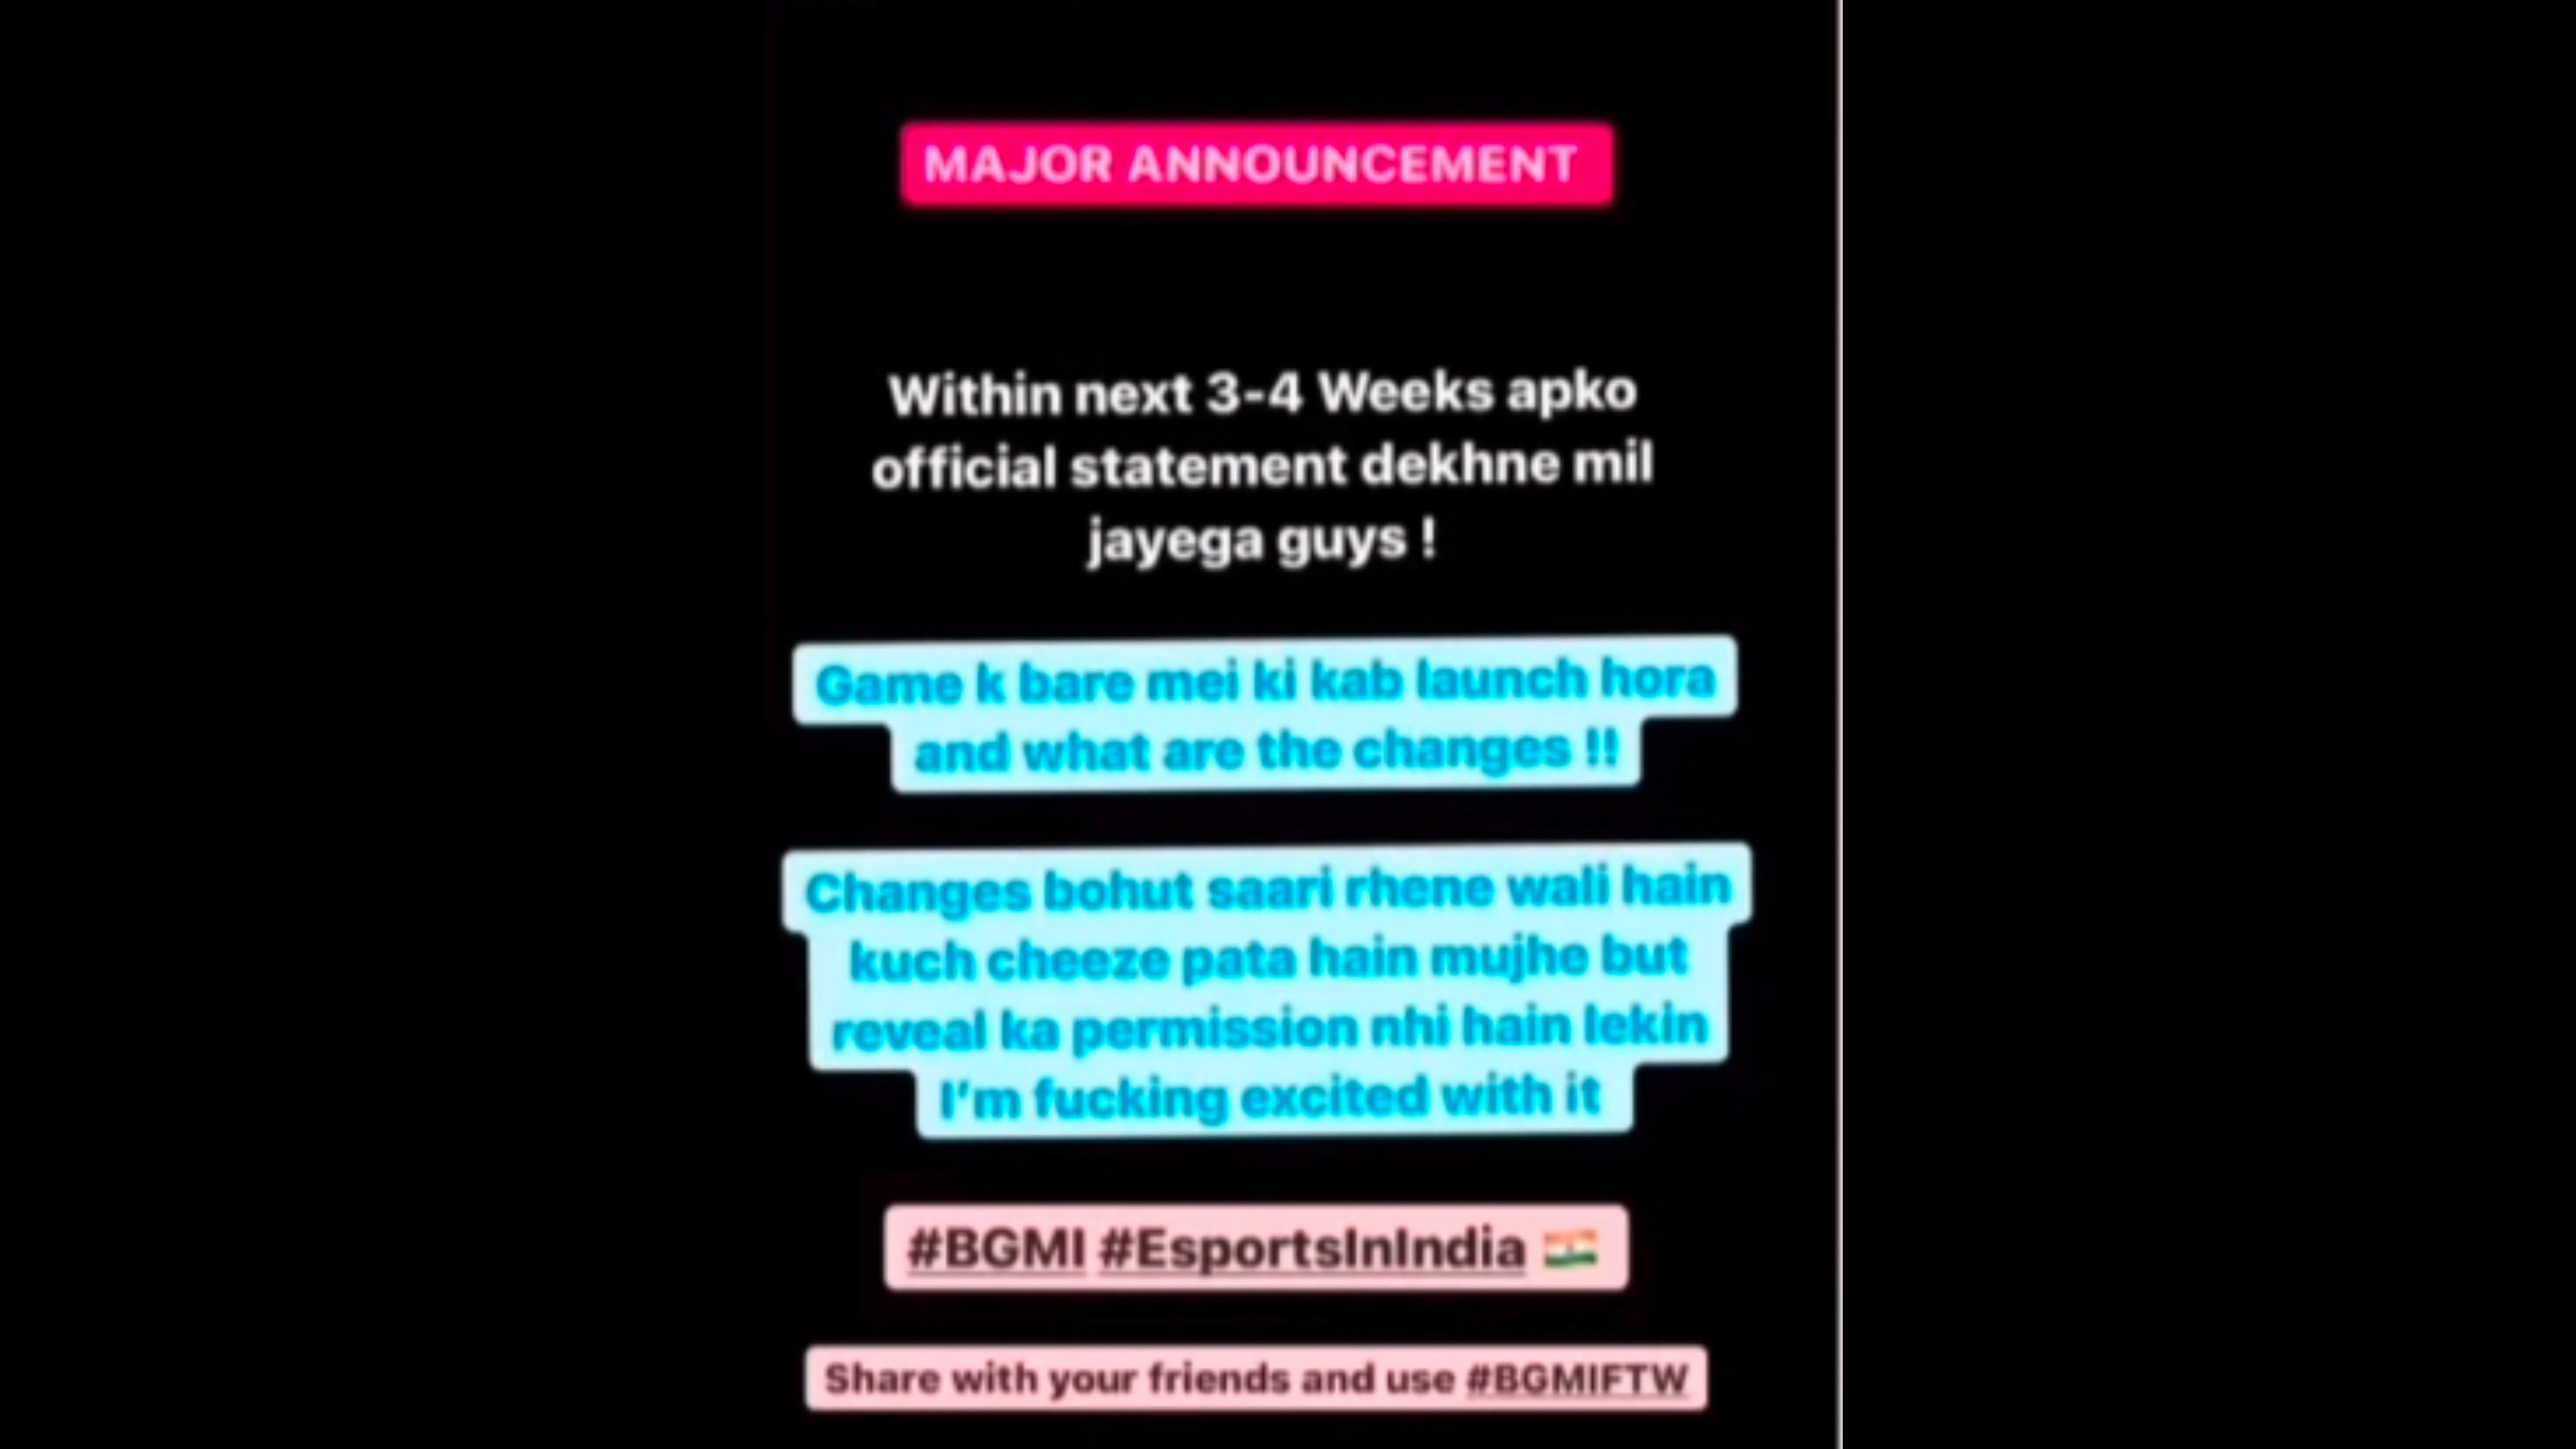 MAJOR ANNOUNCEMENT
Within next 3-4 Weeks apko
official statement dekhne mil
jayega guys !
Game k bare mei ki kab launch hora
and what are the changes !!
Changes bohut saari rhene wali hain
kuch cheeze pata hain mujhe but
reveal ka permission nhi hain lekin
I'm fucking excited with it
#BGMI #EsportsInIndia 🇮🇳
Share with your friends and use #BGMIFTW